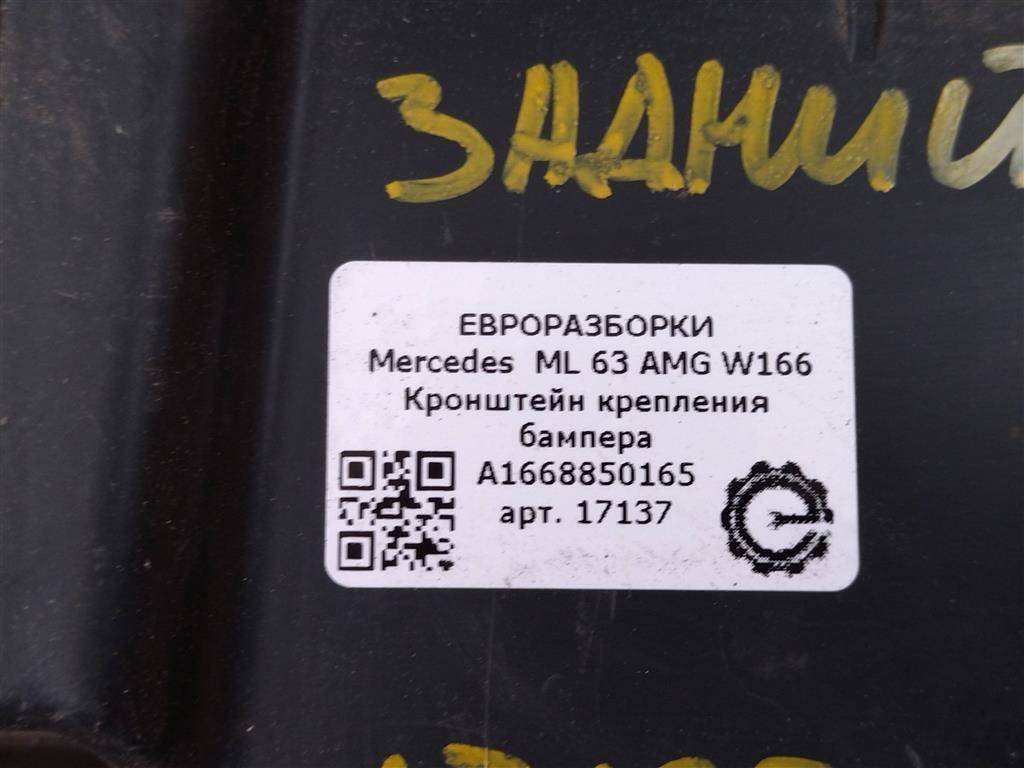 ЗАДНИЙ
ЕВРОРАЗБОРКИ
Mercedes ML 63 AMG W166
Кронштейн крепления
бампера
A1668850165
арт. 17137